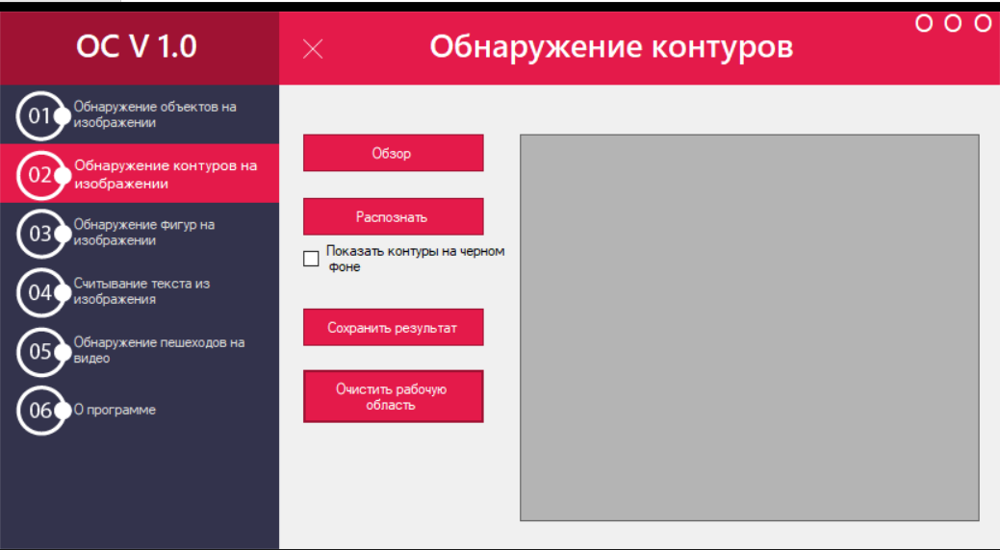 OC V 1.0
Обнаружение контуров
O O O
01
Обнаружение объектов на
изображении
02
Обнаружение контуров на
изображении
03
Обнаружение фигур на
изображении
04
Считывание текста из
изображения
05
Обнаружение пешеходов на
видео
06
О программе
Обзор
Распознать
Показать контуры на черном
фоне
Сохранить результат
Очистить рабочую
область